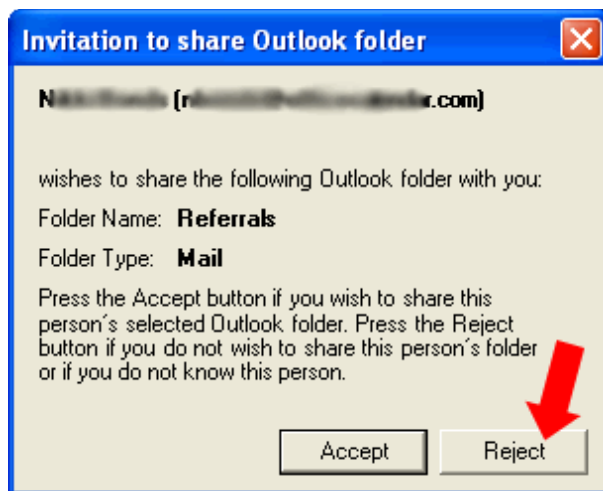 Invitation to share Outlook folder
.com)
wishes to share the following Outlook folder with you:
Folder Name: Referrals
Folder Type: Mail
Press the Accept button if you wish to share this
person´s selected Outlook folder. Press the Reject
button if you do not wish to share this person´s folder
or if you do not know this person.
Accept Reject